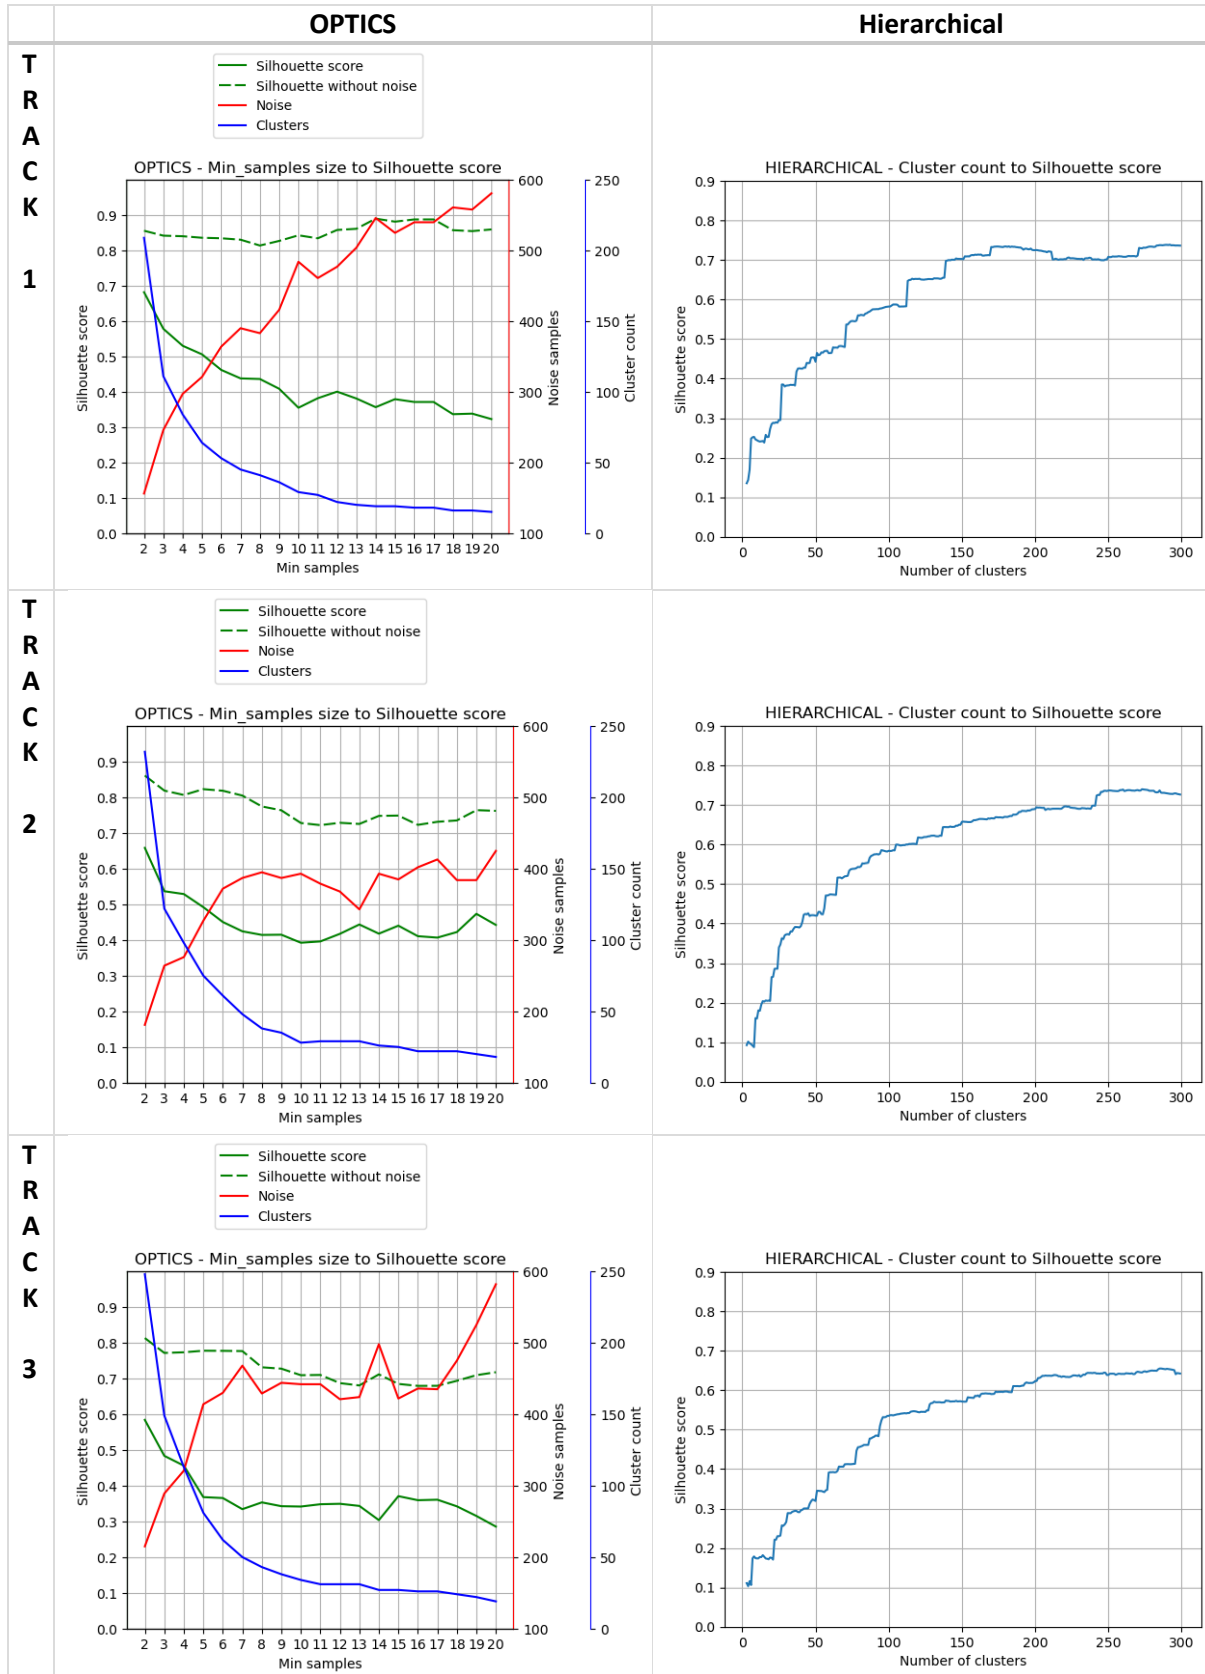 OPTICS
Hierarchical
T
R
A
C
K
1
Silhouette score
Silhouette without noise
Noise
Clusters
OPTICS - Min_samples size to Silhouette score
0.9
0.8
0.7
0.6
0.5
0.4
0.3
0.2
0.1
0.0
Silhouette score
2 3 4 5 6 7 8 9 10 11 12 13 14 15 16 17 18 19 20
Min samples
600
500
400
300
200
100
Noise samples
250
200
150
100
50
0
Cluster count
HIERARCHICAL - Cluster count to Silhouette score
0.9
0.8
0.7
0.6
0.5
0.4
0.3
0.2
0.1
0.0
Silhouette score
0 50 100 150 200 250 300
Number of clusters
T
R
A
C
K
2
Silhouette score
Silhouette without noise
Noise
Clusters
OPTICS - Min_samples size to Silhouette score
0.9
0.8
0.7
0.6
0.5
0.4
0.3
0.2
0.1
0.0
Silhouette score
2 3 4 5 6 7 8 9 10 11 12 13 14 15 16 17 18 19 20
Min samples
600
500
400
300
200
100
Noise samples
250
200
150
100
50
0
Cluster count
HIERARCHICAL - Cluster count to Silhouette score
0.9
0.8
0.7
0.6
0.5
0.4
0.3
0.2
0.1
0.0
Silhouette score
0 50 100 150 200 250 300
Number of clusters
T
R
A
C
K
3
Silhouette score
Silhouette without noise
Noise
Clusters
OPTICS - Min_samples size to Silhouette score
0.9
0.8
0.7
0.6
0.5
0.4
0.3
0.2
0.1
0.0
Silhouette score
2 3 4 5 6 7 8 9 10 11 12 13 14 15 16 17 18 19 20
Min samples
600
500
400
300
200
100
Noise samples
250
200
150
100
50
0
Cluster count
HIERARCHICAL - Cluster count to Silhouette score
0.9
0.8
0.7
0.6
0.5
0.4
0.3
0.2
0.1
0.0
Silhouette score
0 50 100 150 200 250 300
Number of clusters